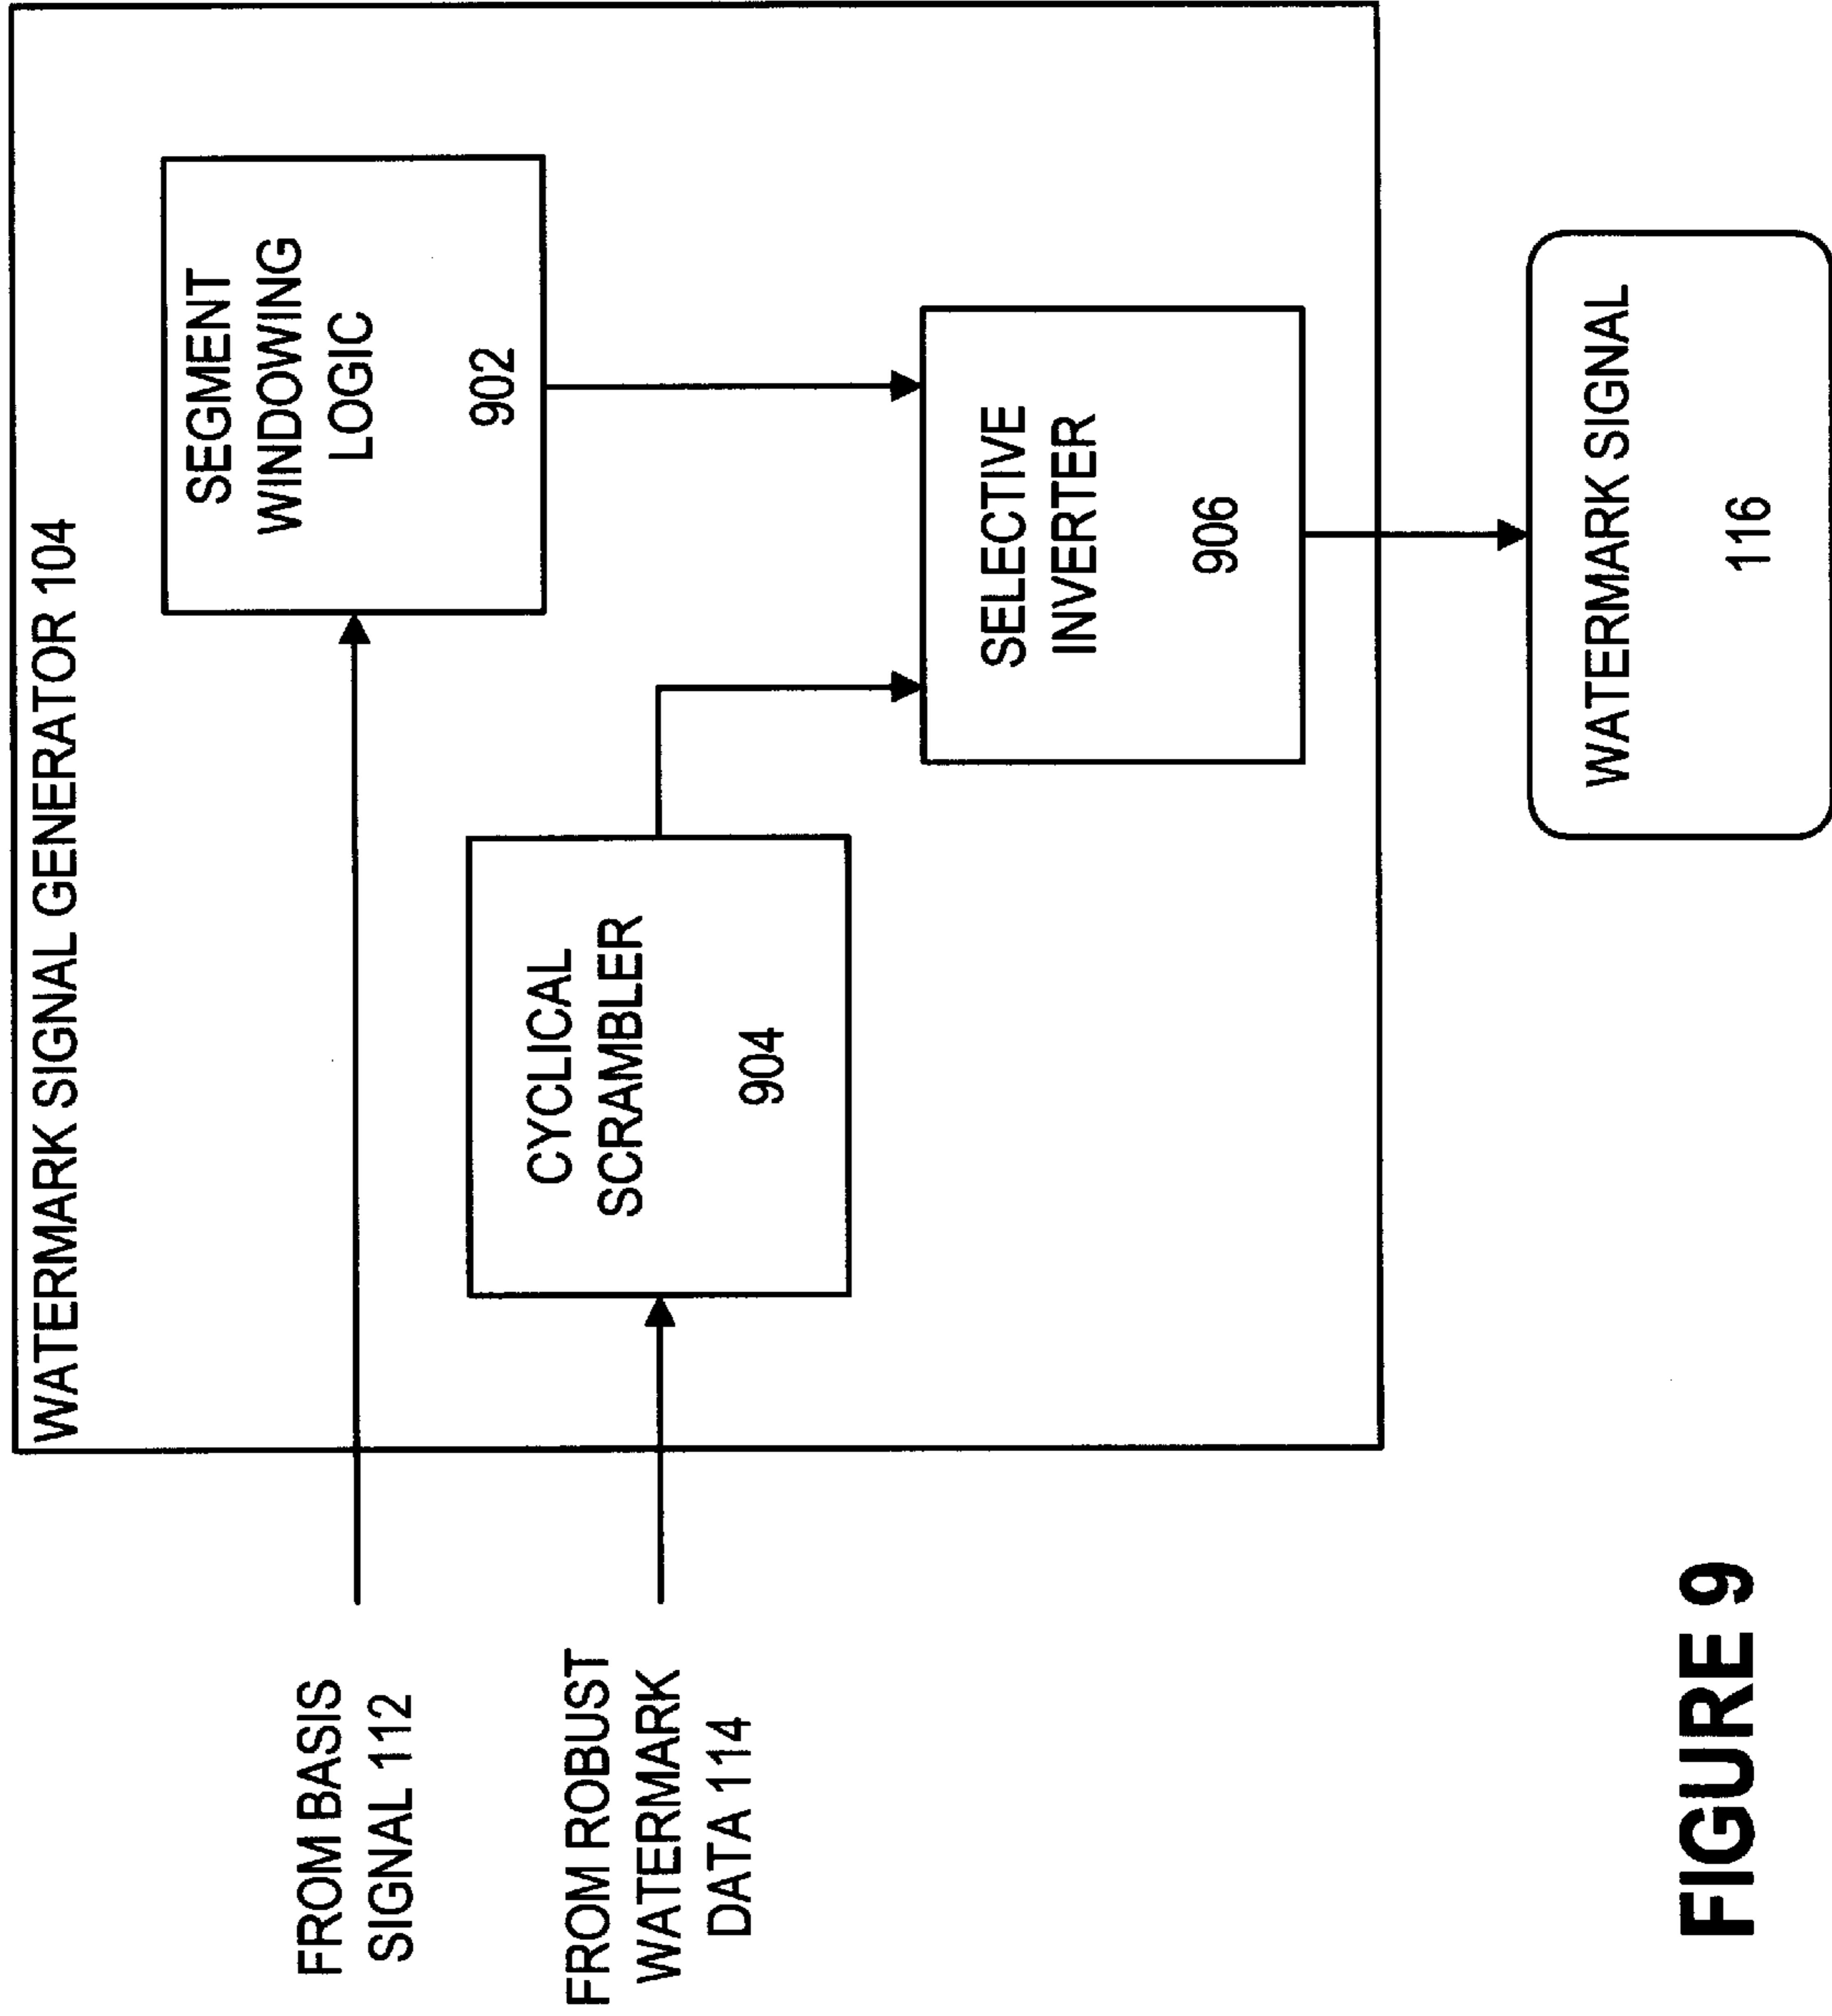 WATERMARK SIGNAL GENERATOR 104
FROM BASIS
SIGNAL 112
SEGMENT
WINDOWING
LOGIC
902
FROM ROBUST
WATERMARK
DATA 114
CYCLICAL
SCRAMBLER
904
SELECTIVE
INVERTER
906
WATERMARK SIGNAL
116
FIGURE 9